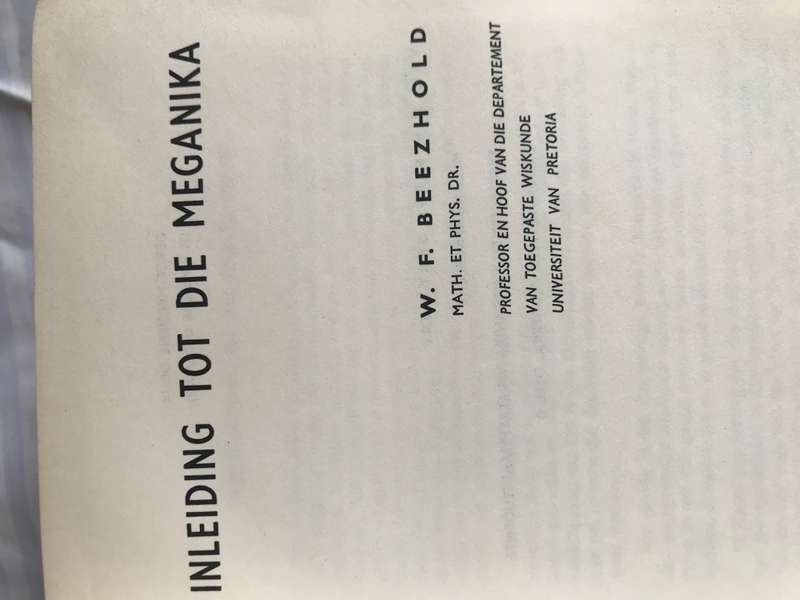 INLEIDING TOT DIE MEGANIKA
W. F. BEEZHOLD
MATH. ET PHYS. DR.
PROFESSOR EN HOOF VAN DIE DEPARTEMENT
VAN TOEGEPASTE WISKUNDE
UNIVERSITEIT VAN PRETORIA